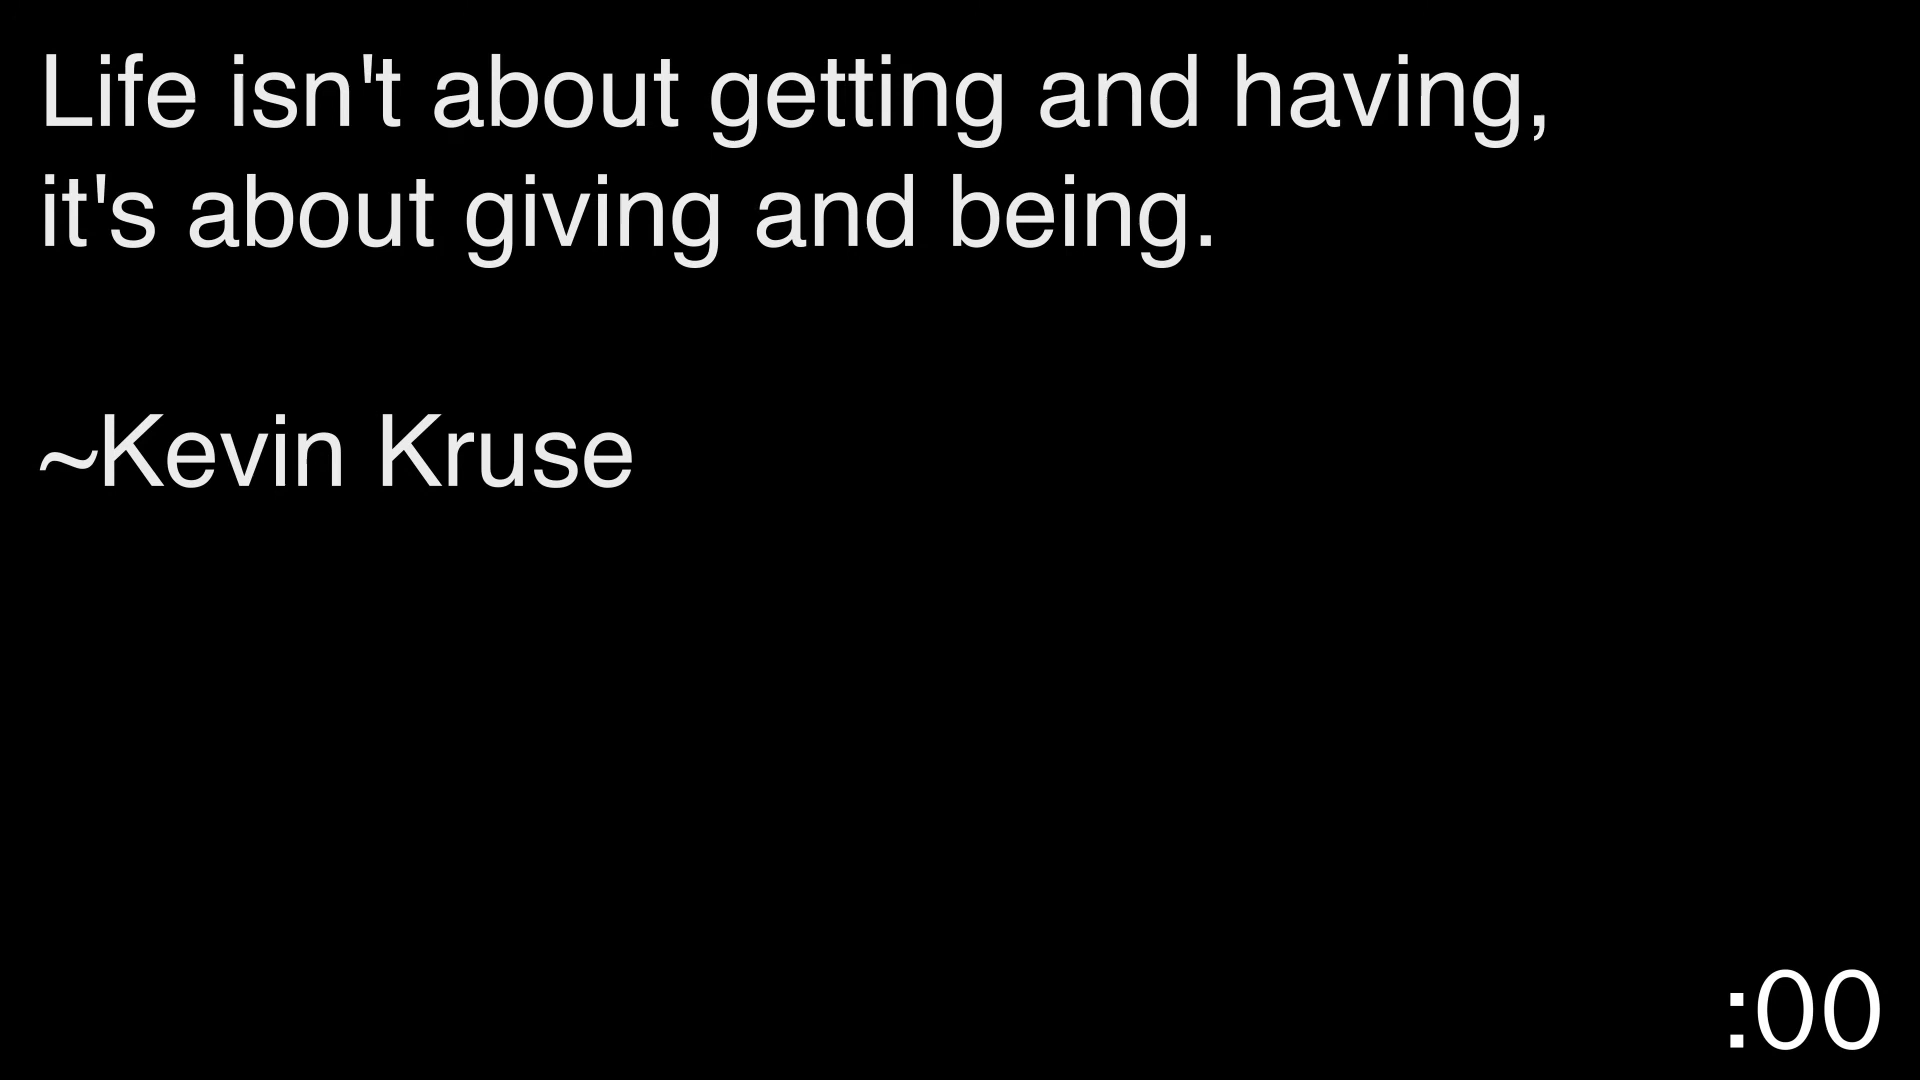 Life isn't about getting and having,
it's about giving and being.
~Kevin Kruse
:00